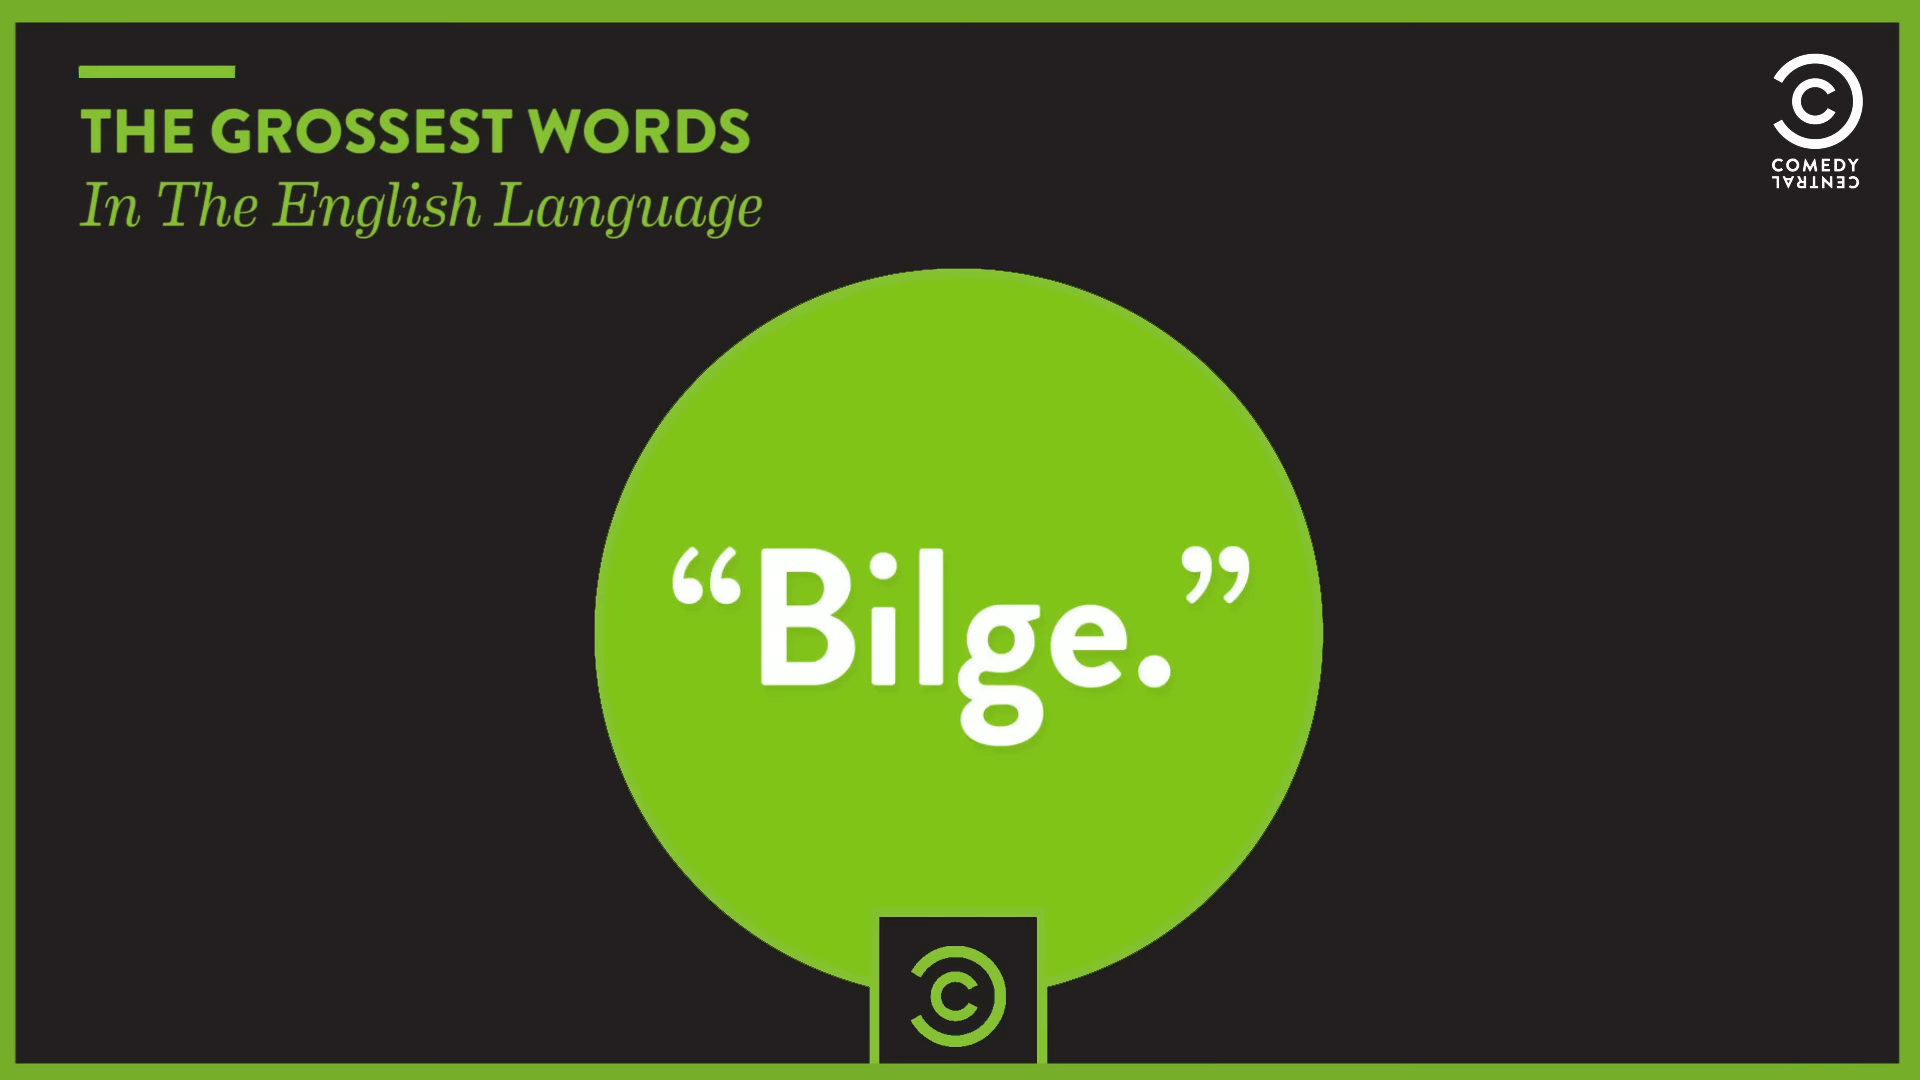 THE GROSSEST WORDS
In The English Language
COMEDY
CENTRAL
“Bilge.”